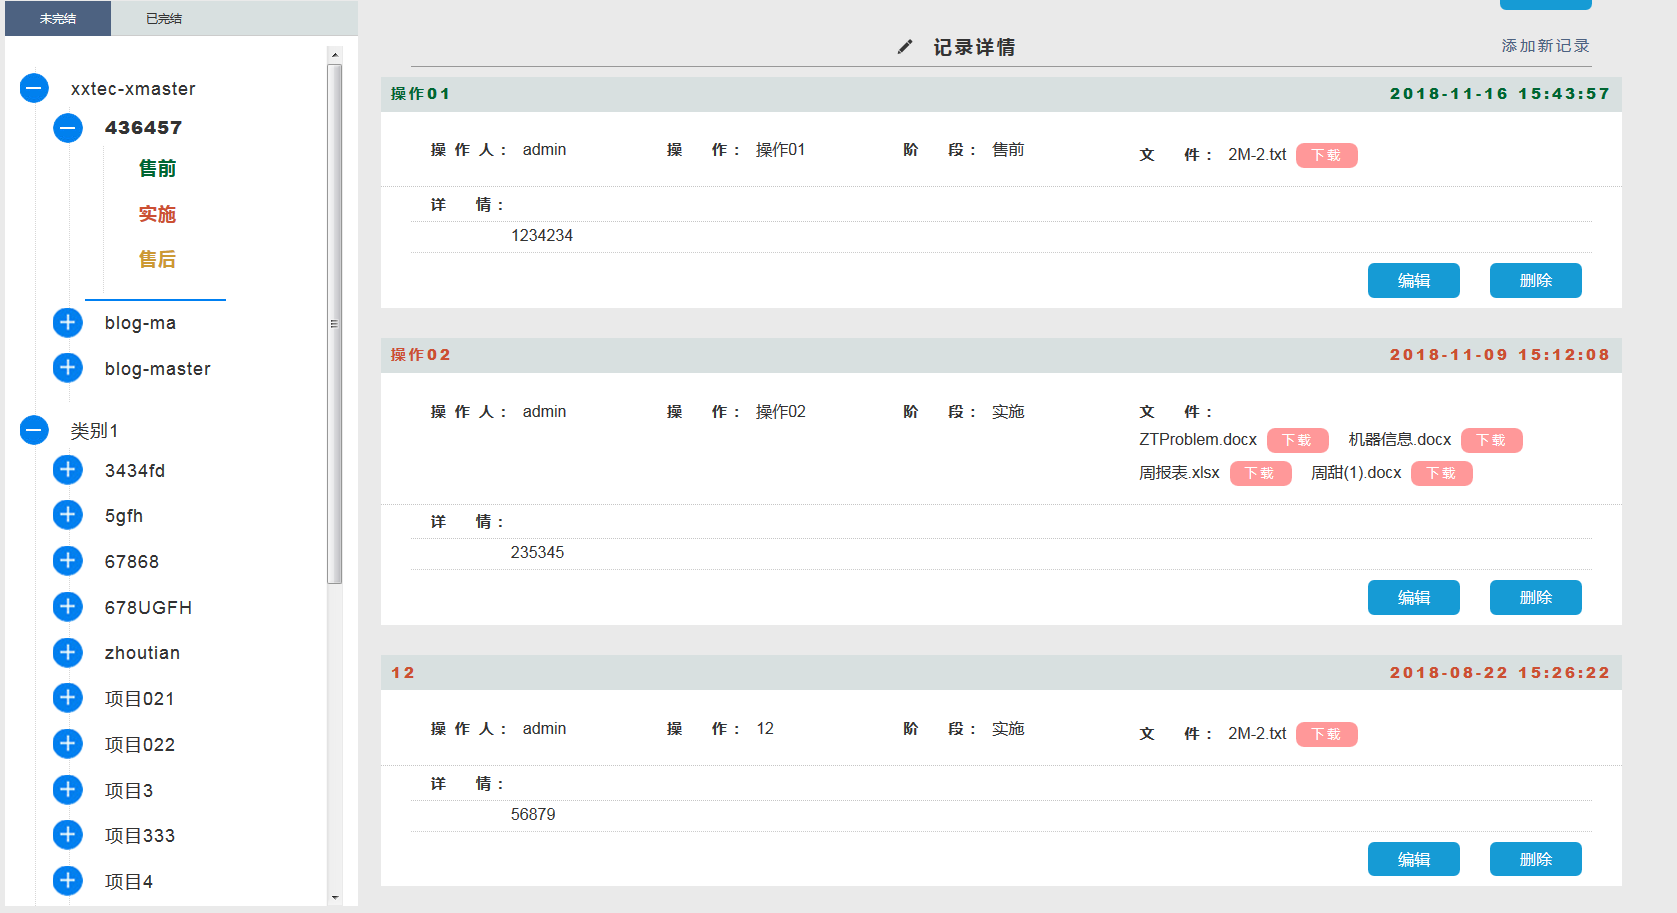 未完结 已完结
xxtec-xmaster
436457
售前
实施
售后
blog-ma
blog-master
类别1
3434fd
5gfh
67868
678UGFH
zhoutian
项目021
项目022
项目3
项目333
项目4
记录详情 添加新记录
操作01 2018-11-16 15:43:57
操作人： admin 操作： 操作01 阶段： 售前 文件： 2M-2.txt 下载
详情：
1234234
编辑 删除
操作02 2018-11-09 15:12:08
操作人： admin 操作： 操作02 阶段： 实施 文件：
ZTProblem.docx 下载 机器信息.docx 下载
周报表.xlsx 下载 周甜(1).docx 下载
详情：
235345
编辑 删除
12 2018-08-22 15:26:22
操作人： admin 操作： 12 阶段： 实施 文件： 2M-2.txt 下载
详情：
56879
编辑 删除